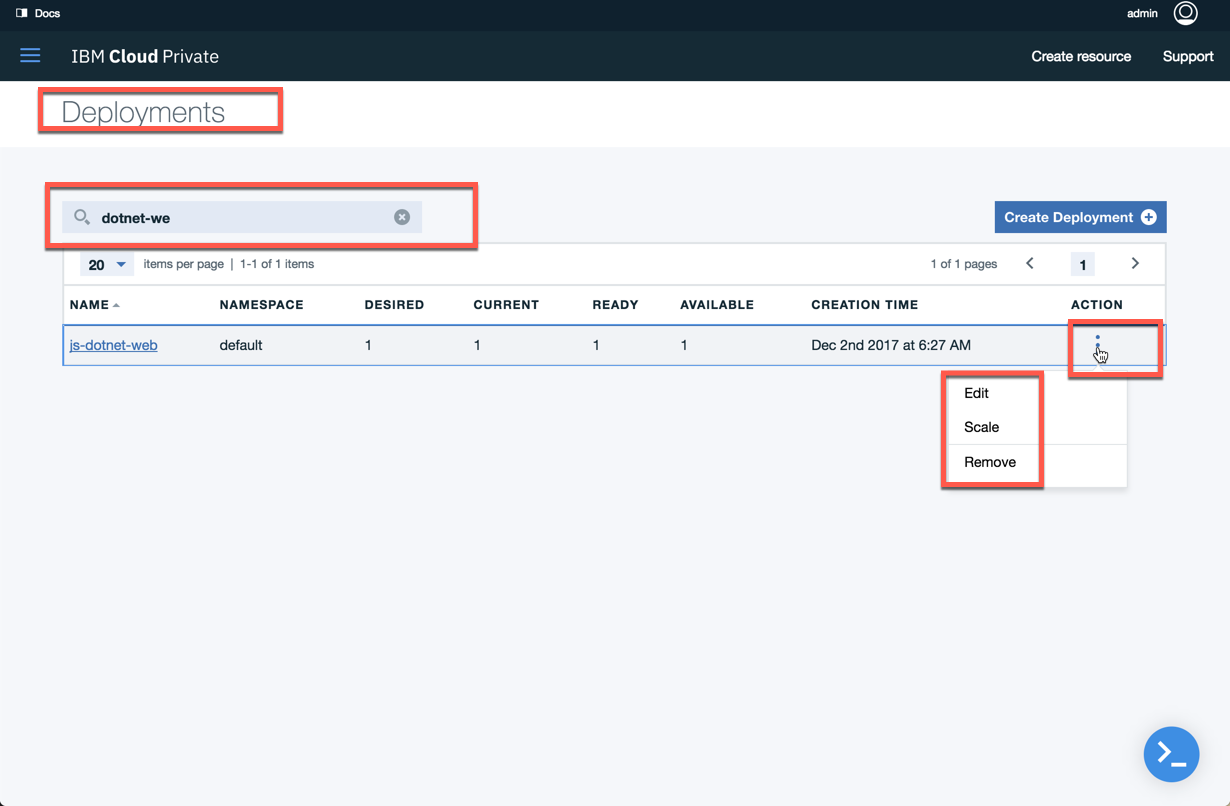 Docs admin
IBM Cloud Private Create resource Support
Deployments
dotnet-we Create Deployment
20 items per page | 1-1 of 1 items 1 of 1 pages 1
NAME NAMESPACE DESIRED CURRENT READY AVAILABLE CREATION TIME ACTION
js-dotnet-web default 1 1 1 1 Dec 2nd 2017 at 6:27 AM
Edit
Scale
Remove